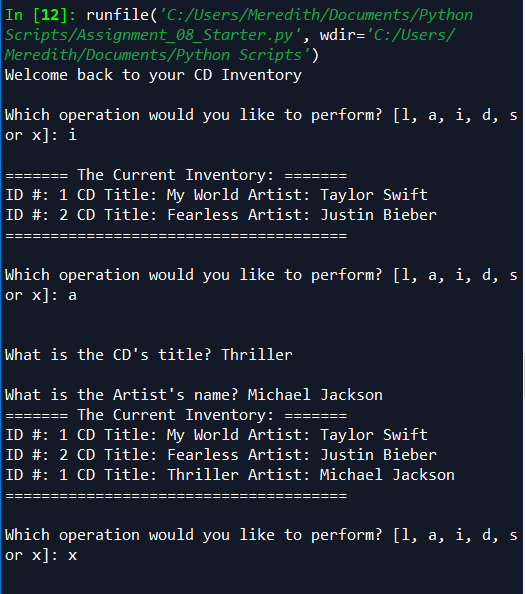 In [12]: runfile('C:/Users/Meredith/Documents/Python
Scripts/Assignment_08_Starter.py', wdir='C:/Users/
Meredith/Documents/Python Scripts')
Welcome back to your CD Inventory
Which operation would you like to perform? [l, a, i, d, s
or x]: i
======= The Current Inventory: =======
ID #: 1 CD Title: My World Artist: Taylor Swift
ID #: 2 CD Title: Fearless Artist: Justin Bieber
======================================
Which operation would you like to perform? [l, a, i, d, s
or x]: a
What is the CD's title? Thriller
What is the Artist's name? Michael Jackson
======= The Current Inventory: =======
ID #: 1 CD Title: My World Artist: Taylor Swift
ID #: 2 CD Title: Fearless Artist: Justin Bieber
ID #: 1 CD Title: Thriller Artist: Michael Jackson
======================================
Which operation would you like to perform? [l, a, i, d, s
or x]: x